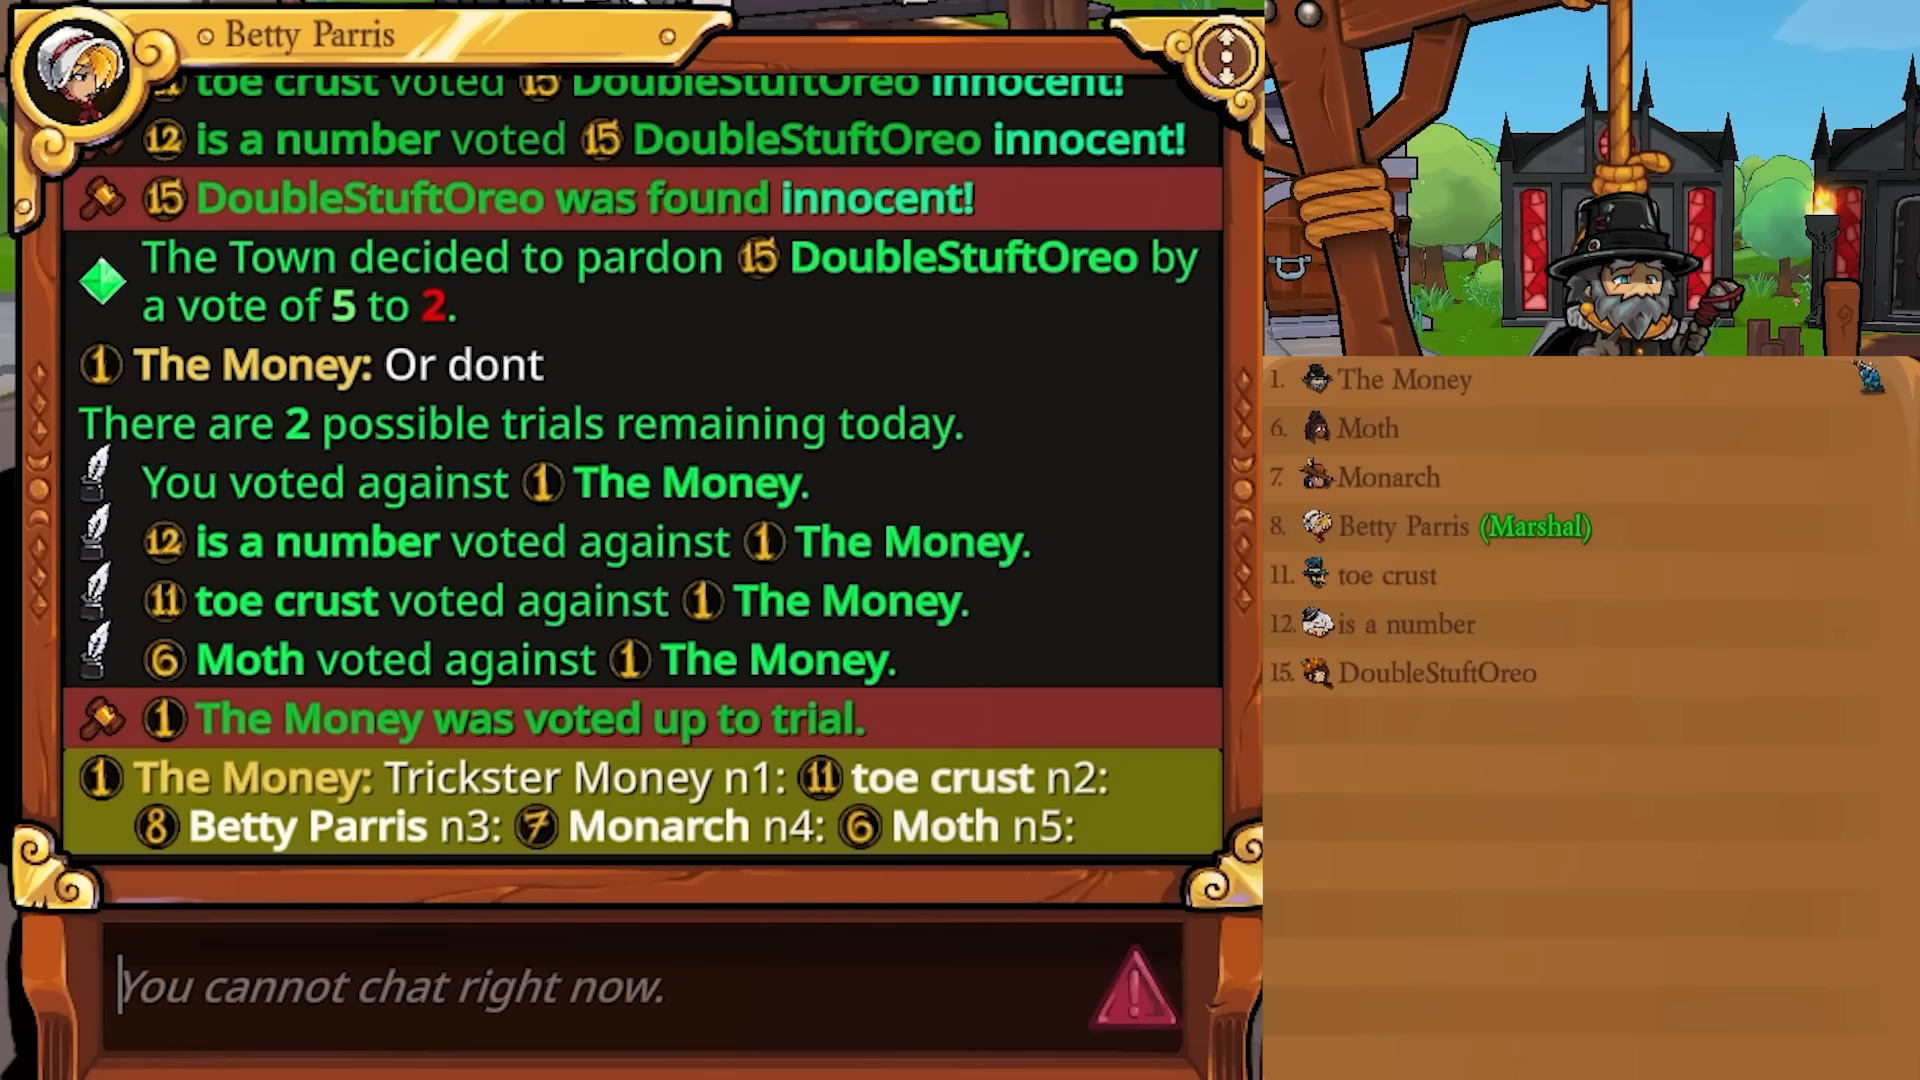 Betty Parris
11 toe crust voted 15 DoubleStuftOreo innocent!
12 is a number voted 15 DoubleStuftOreo innocent!
15 DoubleStuftOreo was found innocent!
The Town decided to pardon 15 DoubleStuftOreo by
a vote of 5 to 2.
1 The Money: Or dont
There are 2 possible trials remaining today.
You voted against 1 The Money.
12 is a number voted against 1 The Money.
11 toe crust voted against 1 The Money.
6 Moth voted against 1 The Money.
1 The Money was voted up to trial.
1 The Money: Trickster Money n1: 11 toe crust n2:
8 Betty Parris n3: 7 Monarch n4: 6 Moth n5:
You cannot chat right now.
1. The Money
6. Moth
7. Monarch
8. Betty Parris (Marshal)
11. toe crust
12. is a number
15. DoubleStuftOreo